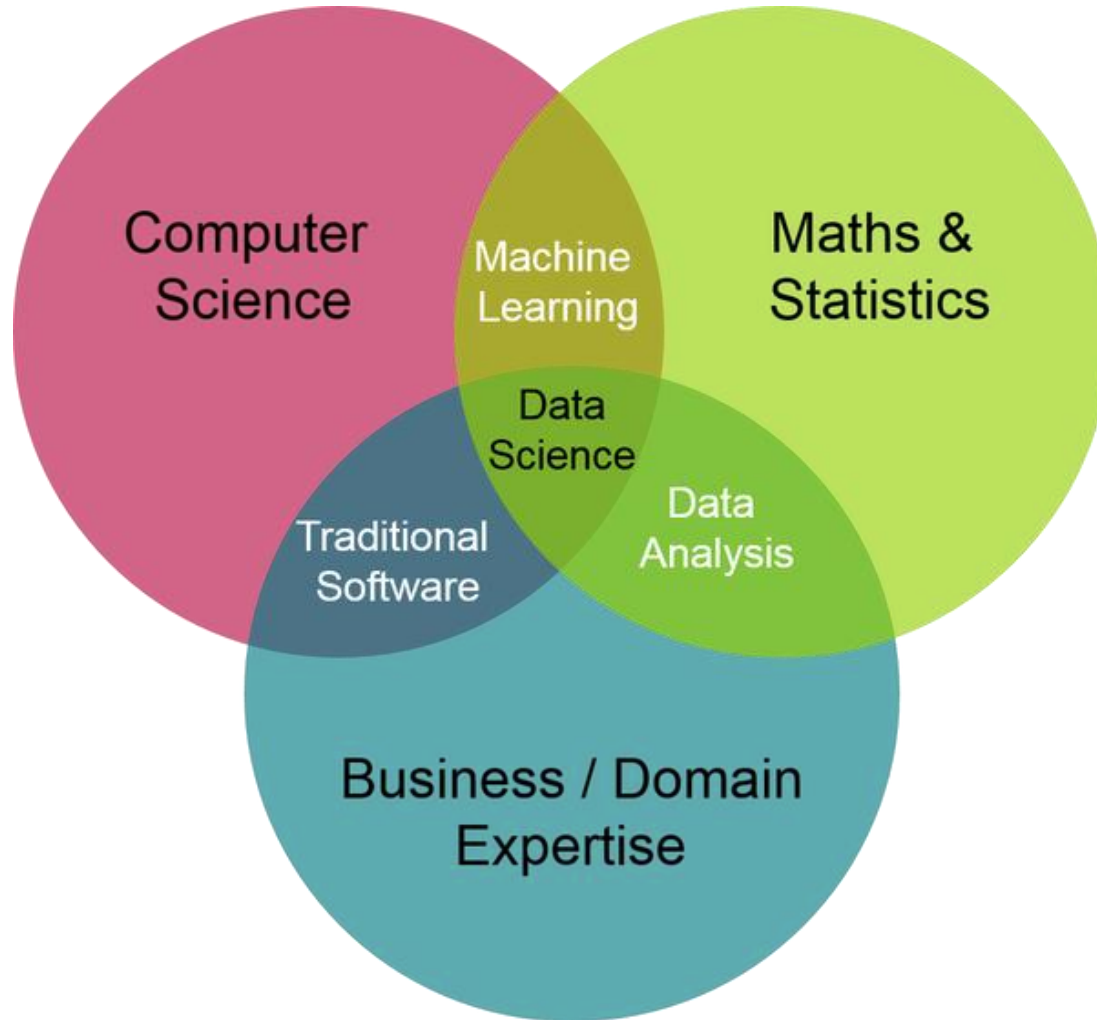 Computer
Science
Maths &
Statistics
Machine
Learning
Data
Science
Traditional
Software
Data
Analysis
Business / Domain
Expertise